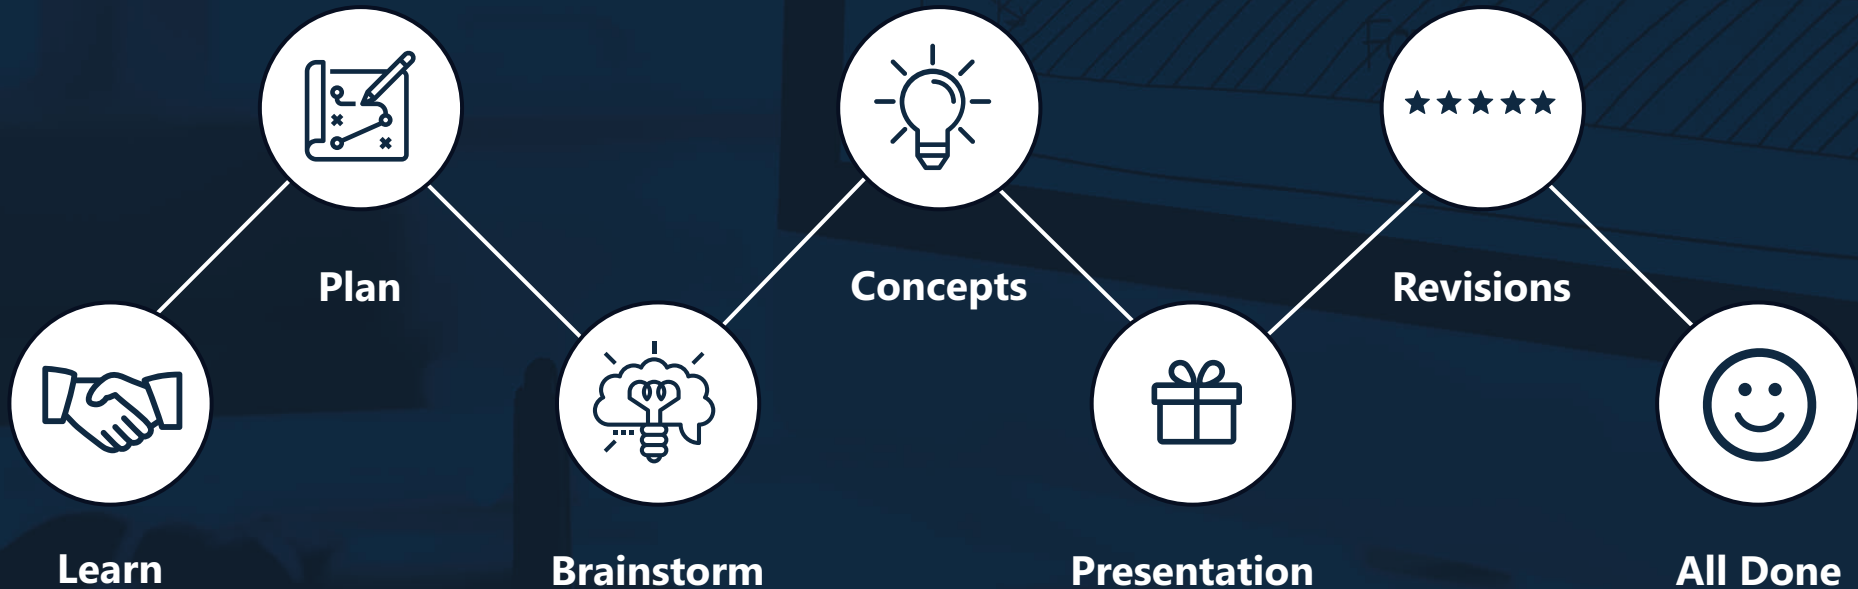 Learn
Plan
Brainstorm
Concepts
Presentation
Revisions
All Done